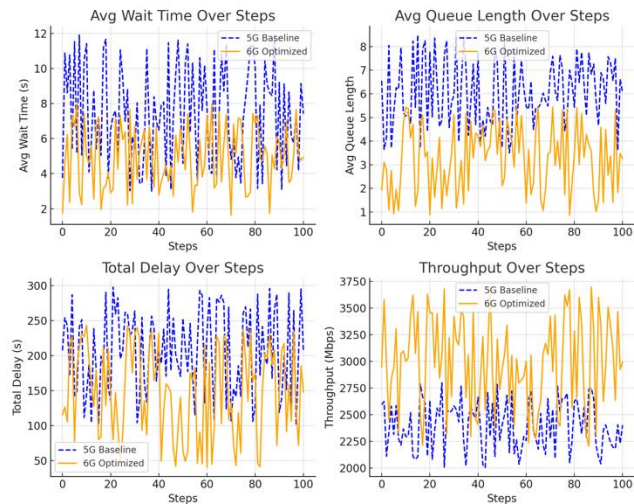 Avg Wait Time Over Steps
5G Baseline
6G Optimized
Avg Wait Time (s)
12
10
8
6
4
2
0 20 40 60 80 100
Steps
Avg Queue Length Over Steps
5G Baseline
6G Optimized
Avg Queue Length
8
7
6
5
4
3
2
1
0 20 40 60 80 100
Steps
Total Delay Over Steps
Total Delay (s)
300
250
200
150
100
50
5G Baseline
6G Optimized
0 20 40 60 80 100
Steps
Throughput Over Steps
5G Baseline
6G Optimized
Throughput (Mbps)
3750
3500
3250
3000
2750
2500
2250
2000
0 20 40 60 80 100
Steps